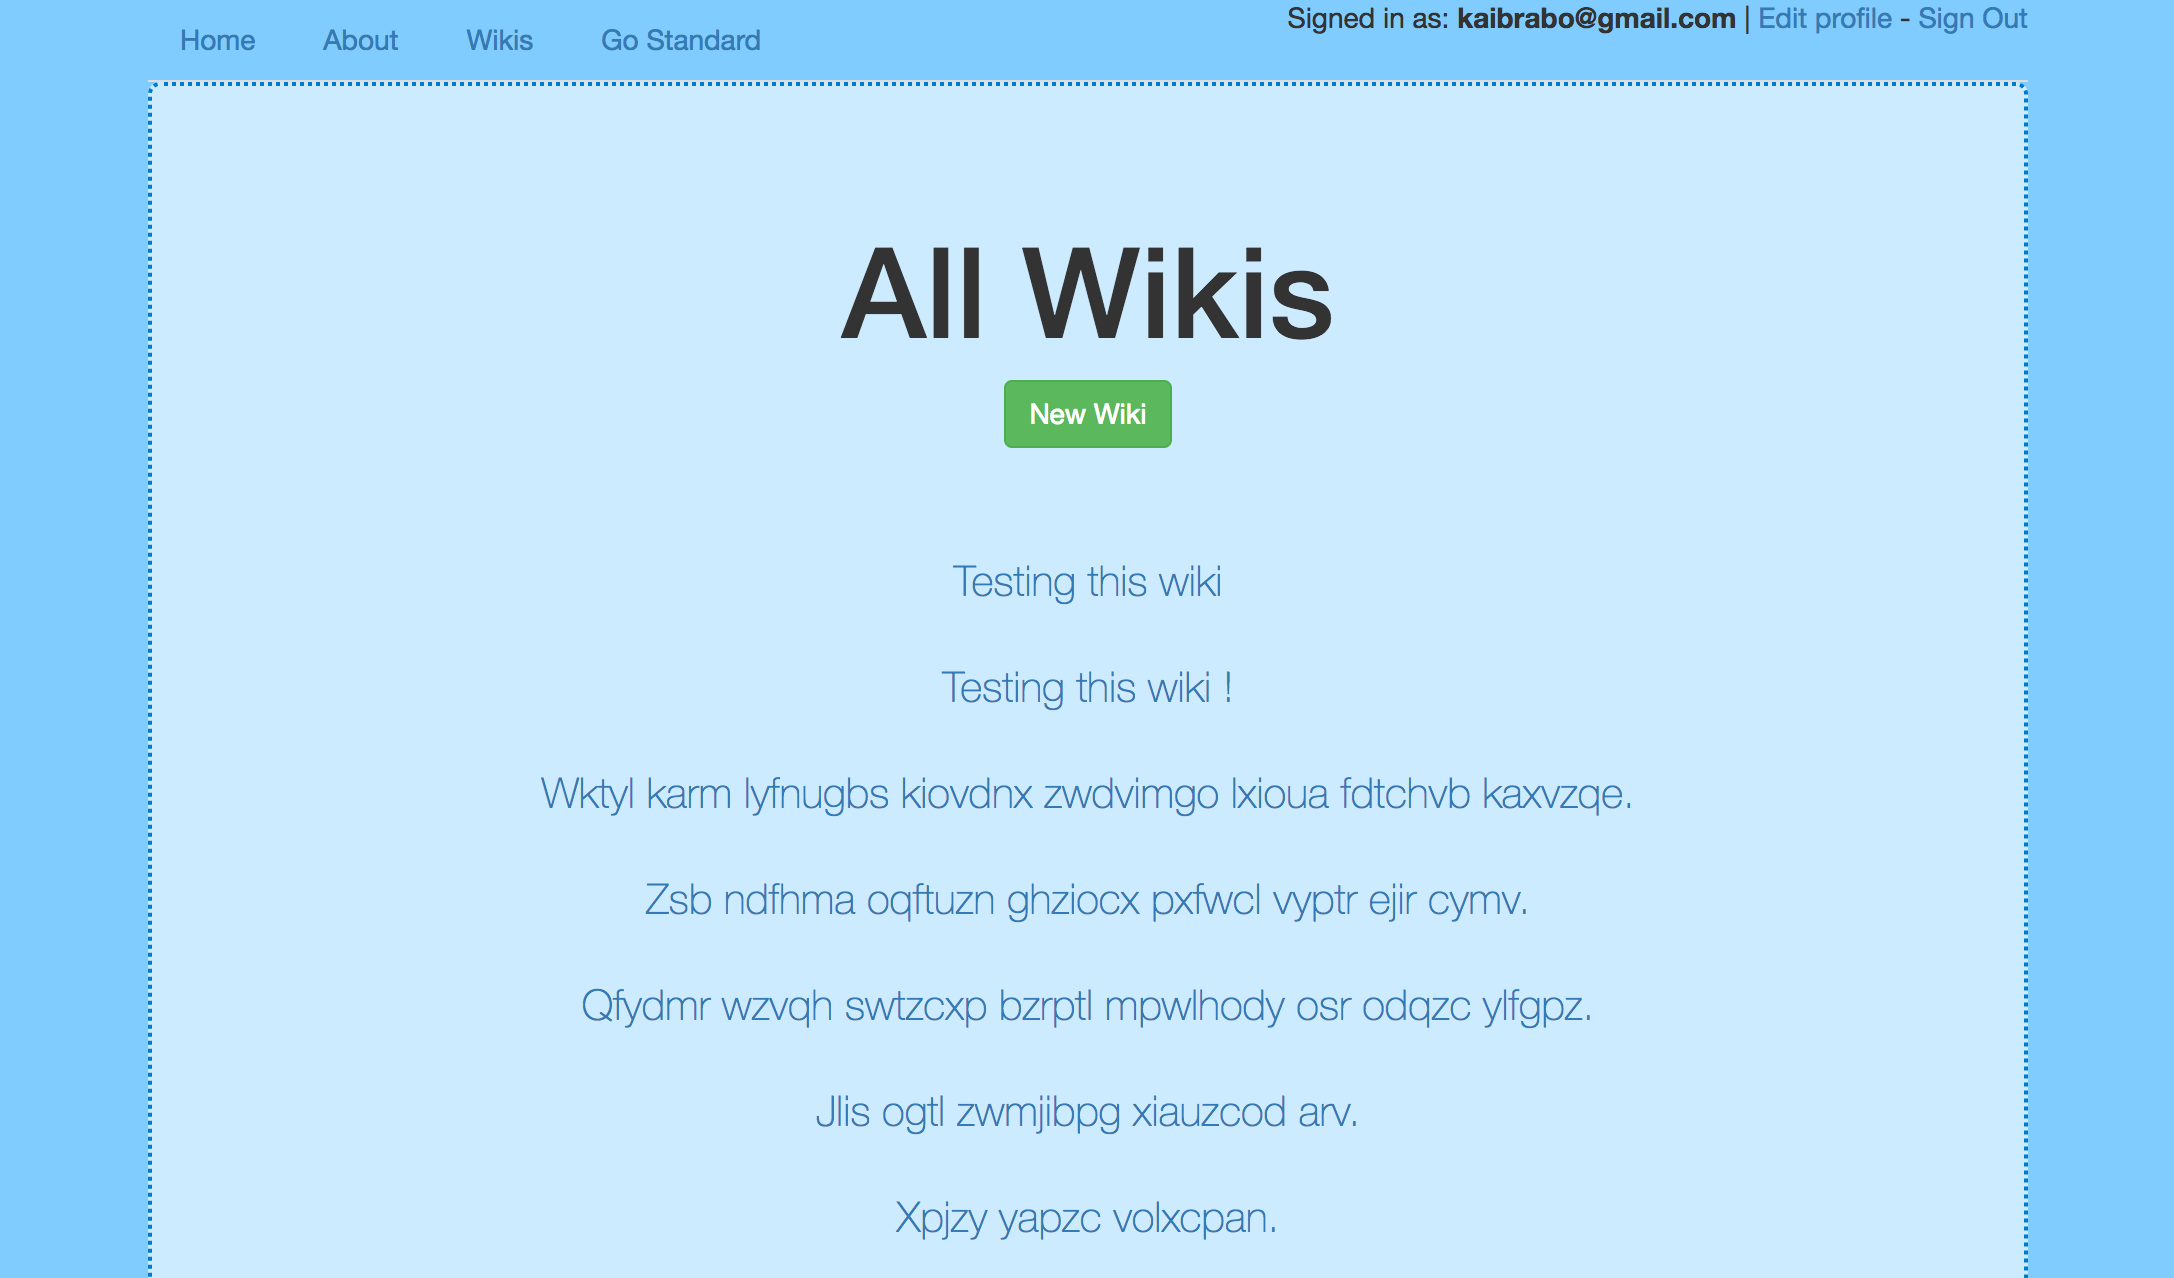 Home About Wikis Go Standard
Signed in as: kaibrabo@gmail.com | Edit profile - Sign Out
All Wikis
New Wiki
Testing this wiki
Testing this wiki !
Wktyl karm lyfnugbs kiovdnx zwdvimgo lxioua fdtchvb kaxvzqe.
Zsb ndfhma oqftuzn ghziocx pxfwcl vyptr ejir cymv.
Qfydmr wzvqh swtzcxp bzrptl mpwlhody osr odqzc ylfgpz.
Jlis ogtl zwmjibpg xiauzcod arv.
Xpjzy yapzc volxcpan.